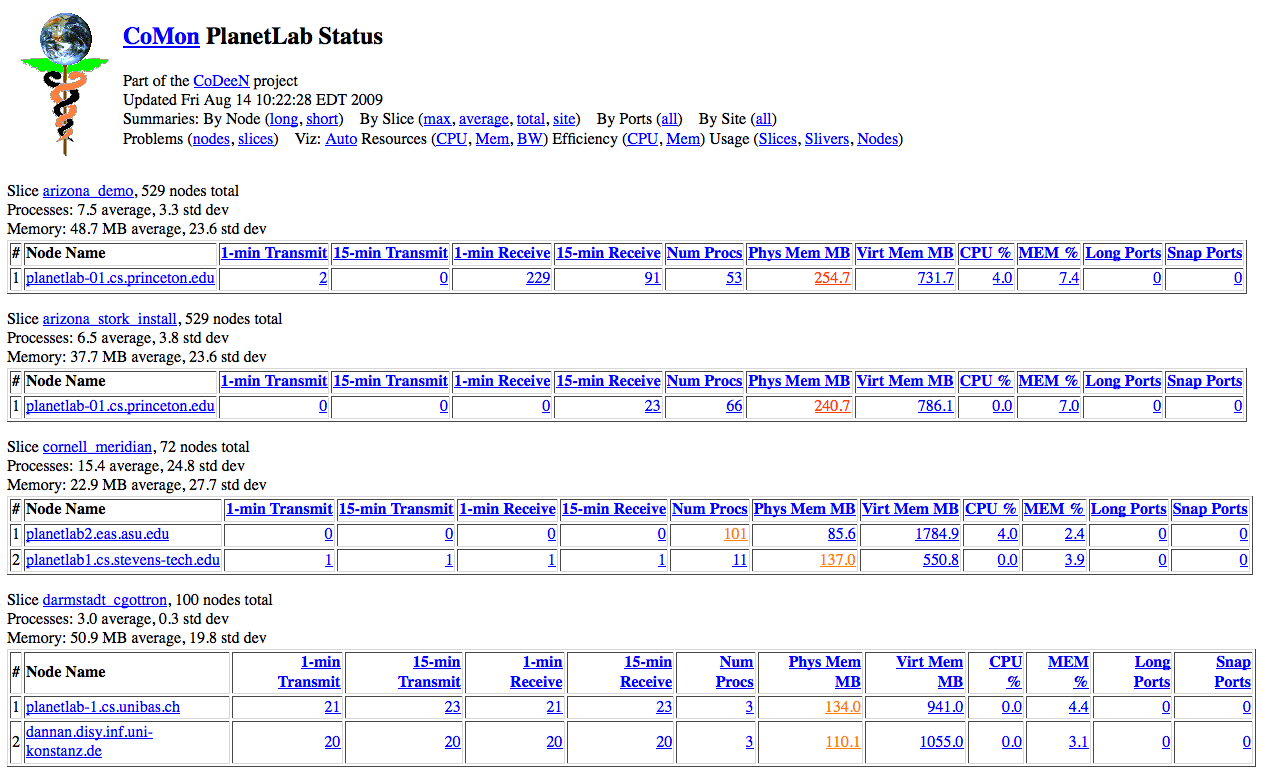 CoMon PlanetLab Status
Part of the CoDeeN project
Updated Fri Aug 14 10:22:28 EDT 2009
Summaries: By Node (long, short) By Slice (max, average, total, site) By Ports (all) By Site (all)
Problems (nodes, slices) Viz: Auto Resources (CPU, Mem, BW) Efficiency (CPU, Mem) Usage (Slices, Slivers, Nodes)
Slice arizona_demo, 529 nodes total
Processes: 7.5 average, 3.3 std dev
Memory: 48.7 MB average, 23.6 std dev
# Node Name 1-min Transmit 15-min Transmit 1-min Receive 15-min Receive Num Procs Phys Mem MB Virt Mem MB CPU % MEM % Long Ports Snap Ports
1 planetlab-01.cs.princeton.edu 2 0 229 91 53 254.7 731.7 4.0 7.4 0 0
Slice arizona_stork_install, 529 nodes total
Processes: 6.5 average, 3.8 std dev
Memory: 37.7 MB average, 23.6 std dev
# Node Name 1-min Transmit 15-min Transmit 1-min Receive 15-min Receive Num Procs Phys Mem MB Virt Mem MB CPU % MEM % Long Ports Snap Ports
1 planetlab-01.cs.princeton.edu 0 0 0 23 66 240.7 786.1 0.0 7.0 0 0
Slice cornell_meridian, 72 nodes total
Processes: 15.4 average, 24.8 std dev
Memory: 22.9 MB average, 27.7 std dev
# Node Name 1-min Transmit 15-min Transmit 1-min Receive 15-min Receive Num Procs Phys Mem MB Virt Mem MB CPU % MEM % Long Ports Snap Ports
1 planetlab2.eas.asu.edu 0 0 0 0 101 85.6 1784.9 4.0 2.4 0 0
2 planetlab1.cs.stevens-tech.edu 1 1 1 1 11 137.0 550.8 0.0 3.9 0 0
Slice darmstadt_cgottron, 100 nodes total
Processes: 3.0 average, 0.3 std dev
Memory: 50.9 MB average, 19.8 std dev
# Node Name 1-min Transmit 15-min Transmit 1-min Receive 15-min Receive Num Procs Phys Mem MB Virt Mem MB CPU % MEM % Long Ports Snap Ports
1 planetlab-1.cs.unibas.ch 21 23 21 23 3 134.0 941.0 0.0 4.4 0 0
2 dannan.disy.inf.uni-konstanz.de 20 20 20 20 3 110.1 1055.0 0.0 3.1 0 0